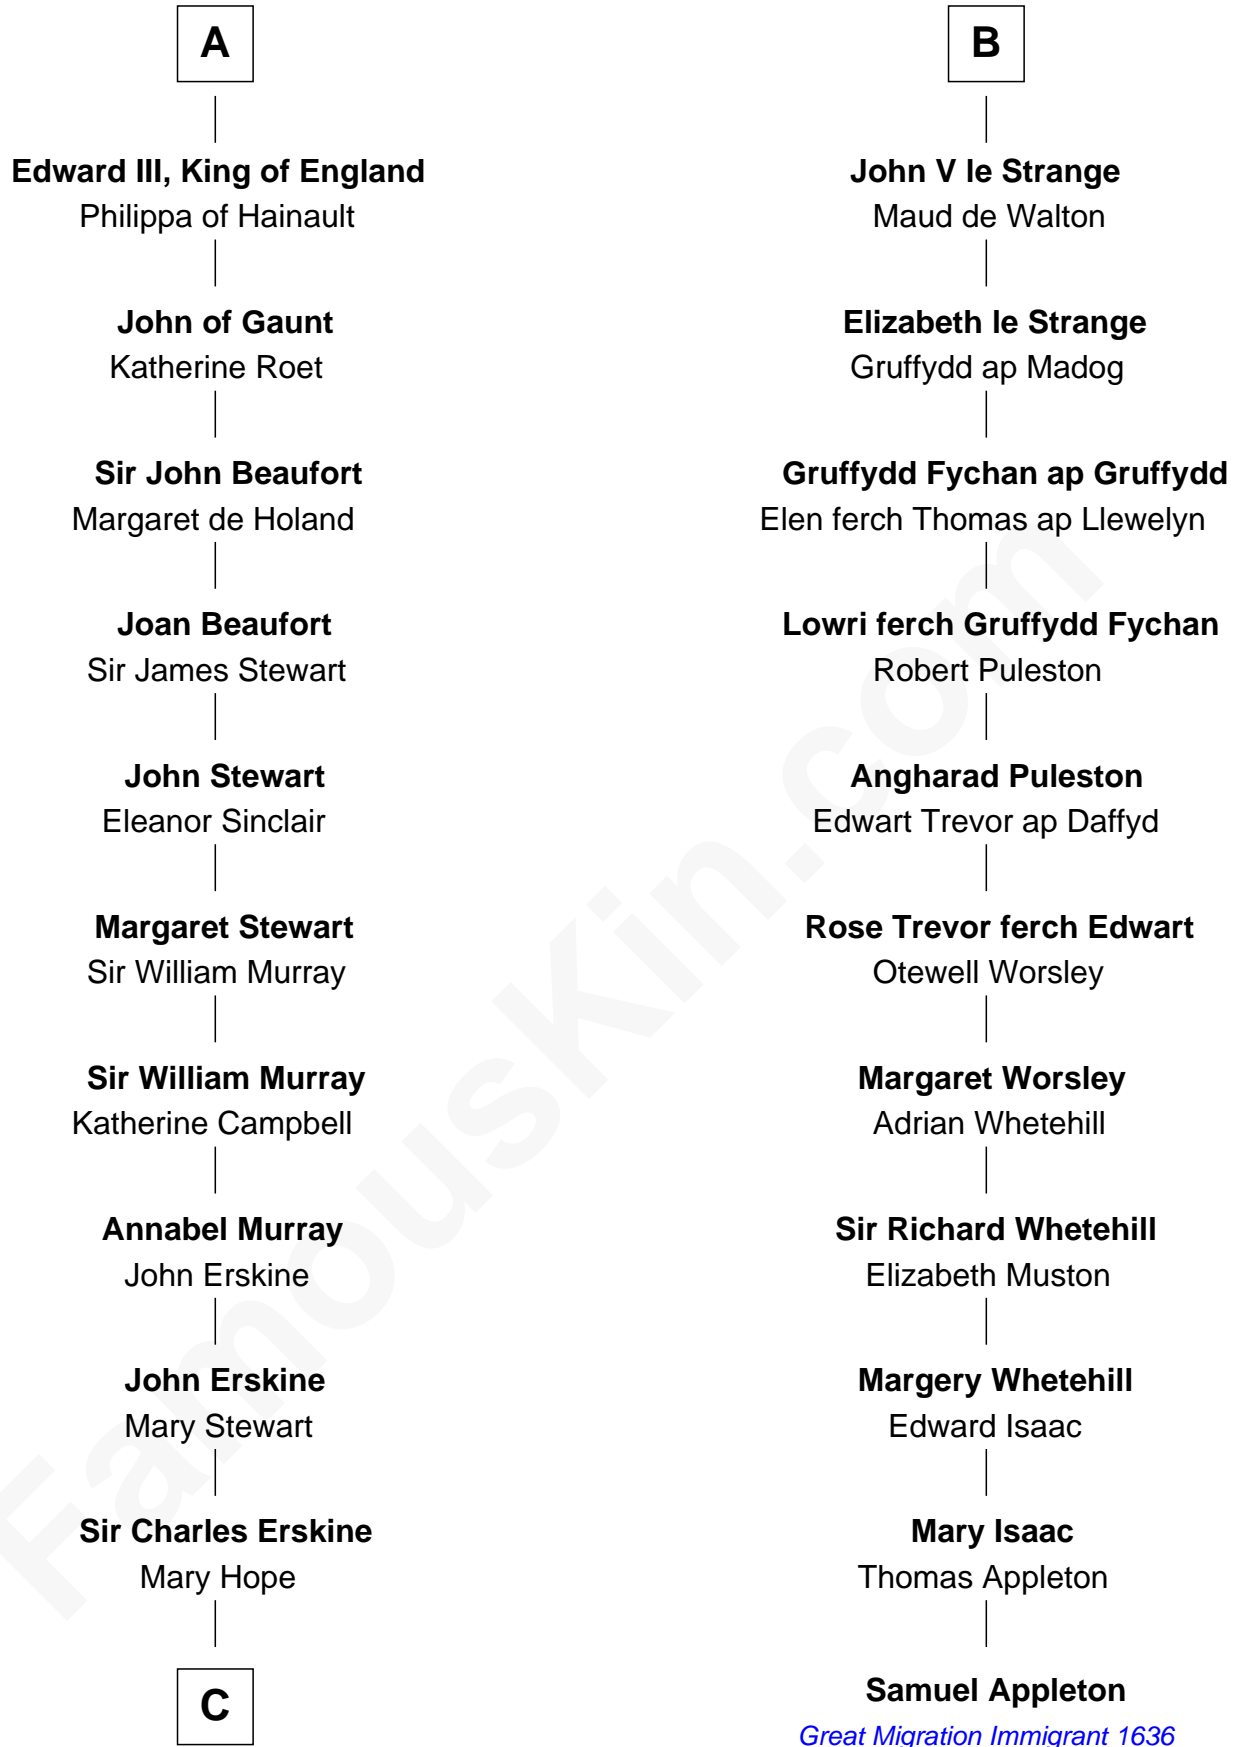 A
Edward III, King of England
Philippa of Hainault
John of Gaunt
Katherine Roet
Sir John Beaufort
Margaret de Holand
Joan Beaufort
Sir James Stewart
John Stewart
Eleanor Sinclair
Margaret Stewart
Sir William Murray
Sir William Murray
Katherine Campbell
Annabel Murray
John Erskine
John Erskine
Mary Stewart
Sir Charles Erskine
Mary Hope
C
B
John V le Strange
Maud de Walton
Elizabeth le Strange
Gruffydd ap Madog
Gruffydd Fychan ap Gruffydd
Elen ferch Thomas ap Llewelyn
Lowri ferch Gruffydd Fychan
Robert Puleston
Angharad Puleston
Edwart Trevor ap Daffyd
Rose Trevor ferch Edwart
Otewell Worsley
Margaret Worsley
Adrian Whetehill
Sir Richard Whetehill
Elizabeth Muston
Margery Whetehill
Edward Isaac
Mary Isaac
Thomas Appleton
Samuel Appleton
Great Migration Immigrant 1636
FamousKin.com